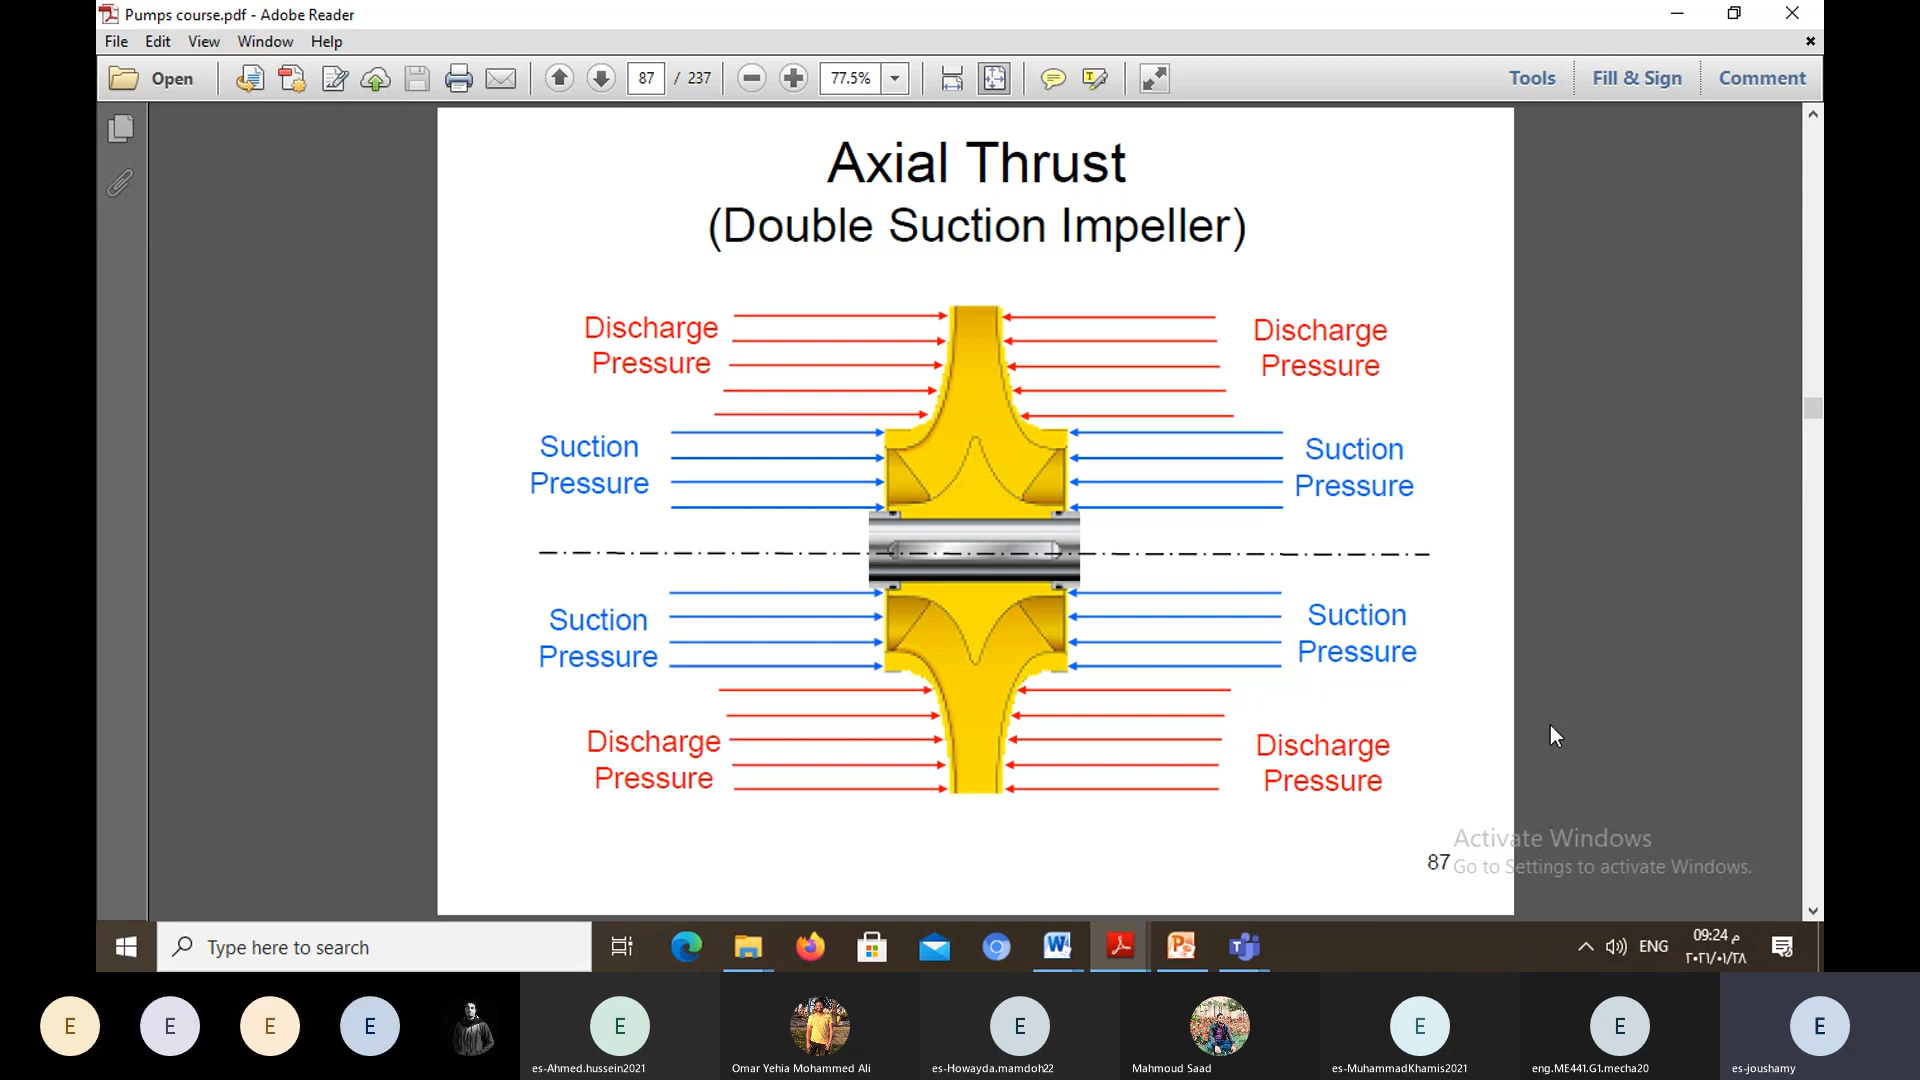 Pumps course.pdf - Adobe Reader
File Edit View Window Help
Open 87 / 237 77.5% Tools Fill & Sign Comment
Axial Thrust
(Double Suction Impeller)
Discharge
Pressure
Discharge
Pressure
Suction
Pressure
Suction
Pressure
Suction
Pressure
Suction
Pressure
Discharge
Pressure
Discharge
Pressure
87
Activate Windows
Go to Settings to activate Windows.
Type here to search
ENG
09:24 م
٢٠٢١/٠١/٢٨
E E E E E E E E E
es-Ahmed.hussein2021
Omar Yehia Mohammed Ali
es-Howayda.mamdoh22
Mahmoud Saad
es-MuhammadKhamis2021
eng.ME441.G1.mecha20
es-joushamy